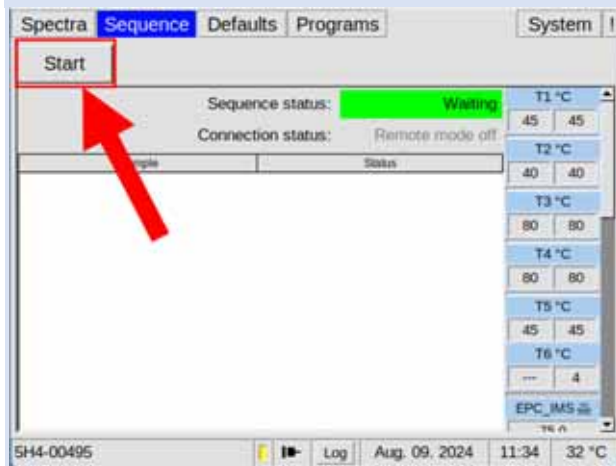 Spectra Sequence Defaults Programs System
Start
Sequence status: Waiting
Connection status: Remote mode off
Status
T1 °C
45 45
T2 °C
40 40
T3 °C
80 80
T4 °C
80 80
T5 °C
45 45
T6 °C
--- 4
EPC_IMS
5H4-00495 Log Aug. 09. 2024 11:34 32 °C